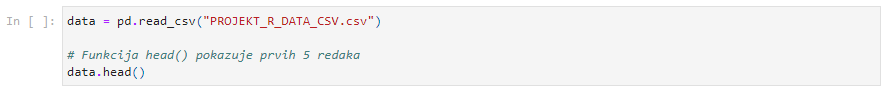 In [ ]: data = pd.read_csv("PROJEKT_R_DATA_CSV.csv")
# Funkcija head() pokazuje prvih 5 redaka
data.head()